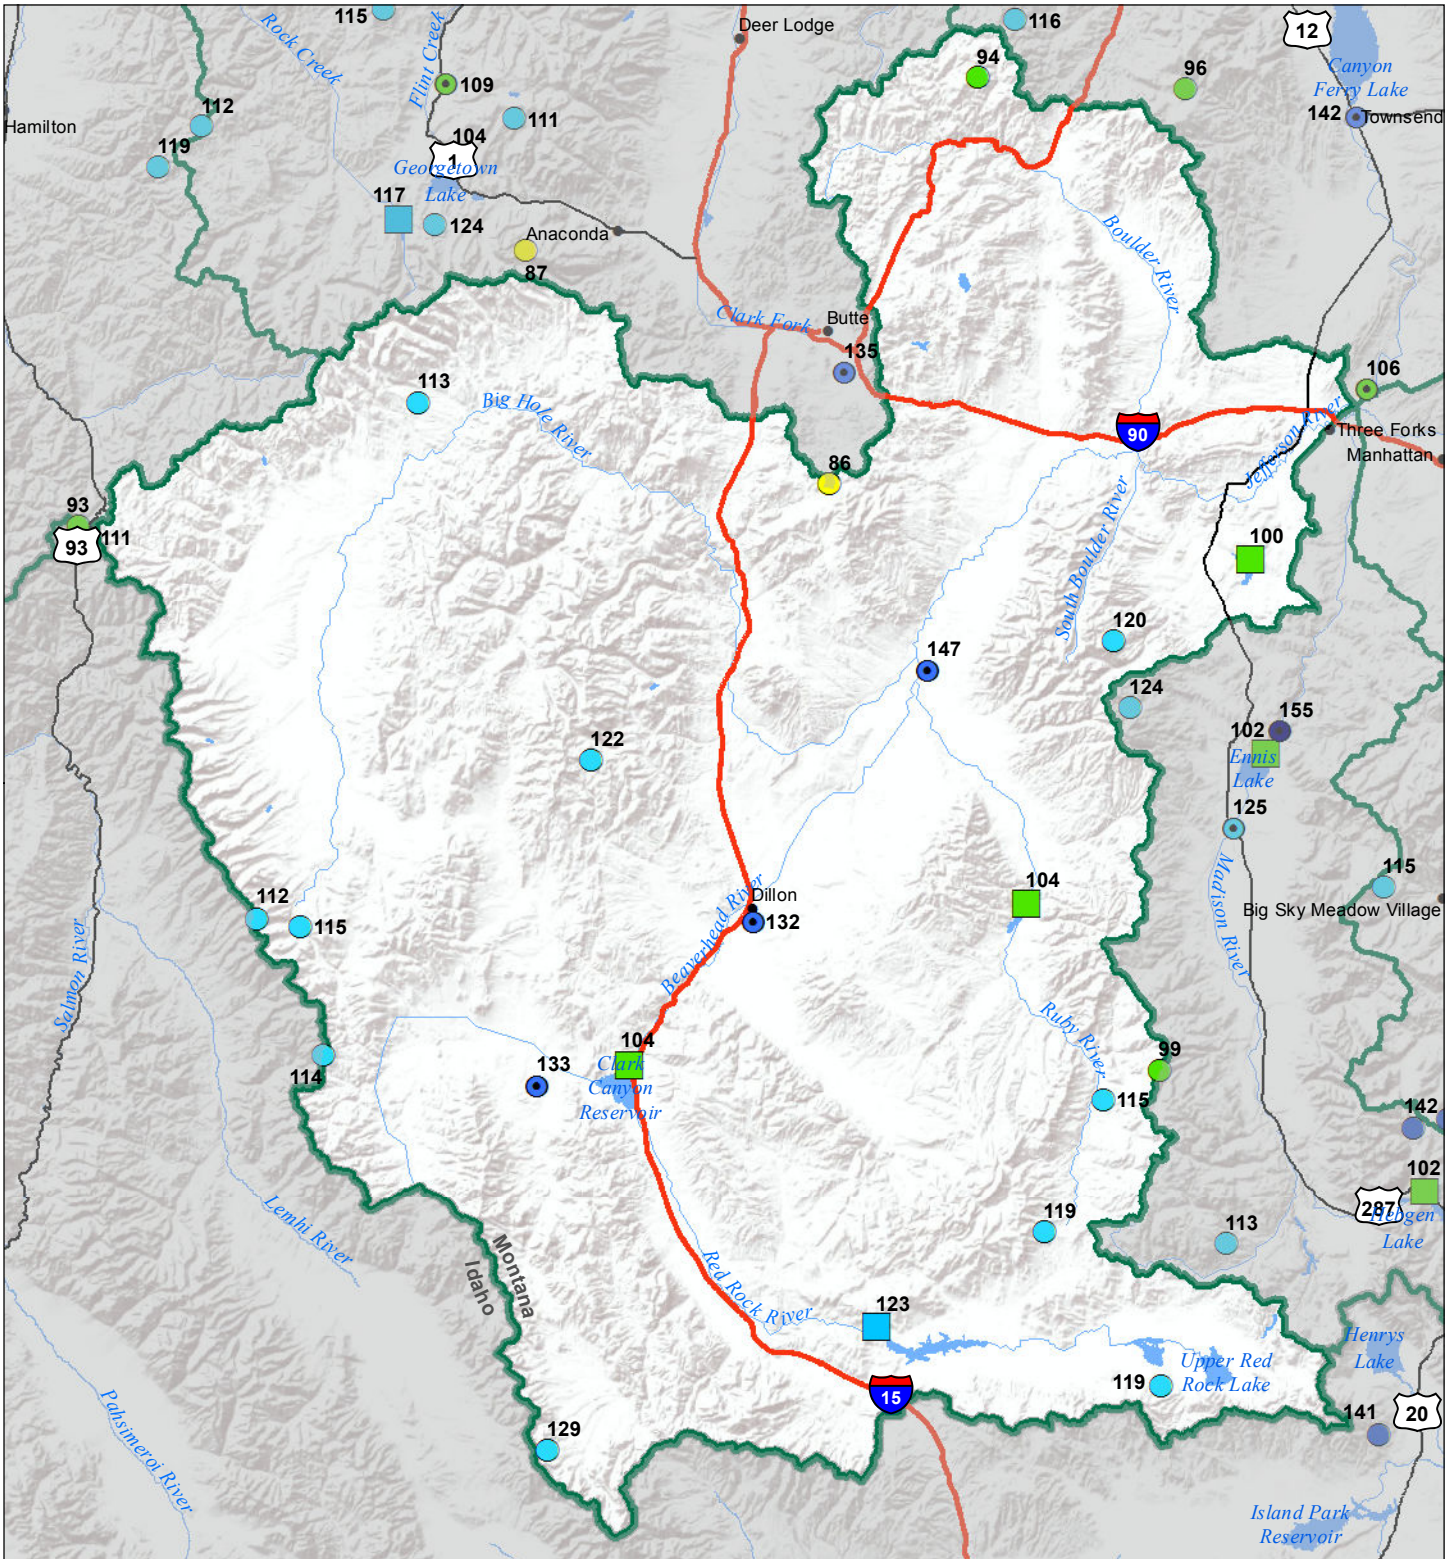 115
116
12
Deer Lodge
Rock Creek
Flint Creek
94
96
Canyon
Ferry Lake
109
142
Townsend
112
111
Hamilton
104
1
119
Georgetown
Lake
117
124
Anaconda
87
Boulder River
Clark Fork
Butte
135
113
106
Big Hole River
90
Jefferson River
Three Forks
Manhattan
86
93
93
111
South Boulder River
100
120
147
124
155
122
102
Ennis
Lake
125
Madison River
115
104
Dillon
132
Beaverhead River
112
115
Big Sky Meadow Village
Salmon River
Ruby River
104
Clark
Canyon
Reservoir
99
133
114
115
142
102
287
Hebgen
Lake
Lemhi River
119
113
Montana
Idaho
Red Rock River
123
Henrys
Lake
Upper Red
Rock Lake
119
15
20
141
Pahsimeroi River
129
Island Park
Reservoir